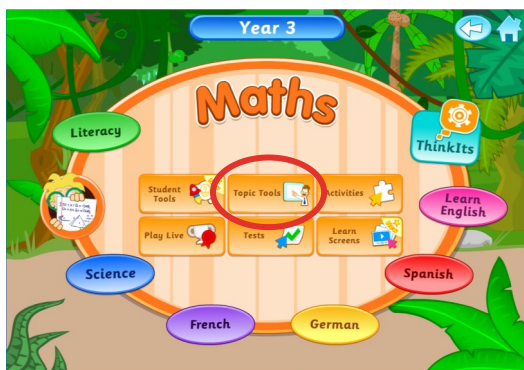 Year 3
Maths
Literacy
ThinkIts
Student
Tools
Topic Tools
Activities
Learn
English
Play Live
Tests
Learn
Screens
Science
Spanish
French
German